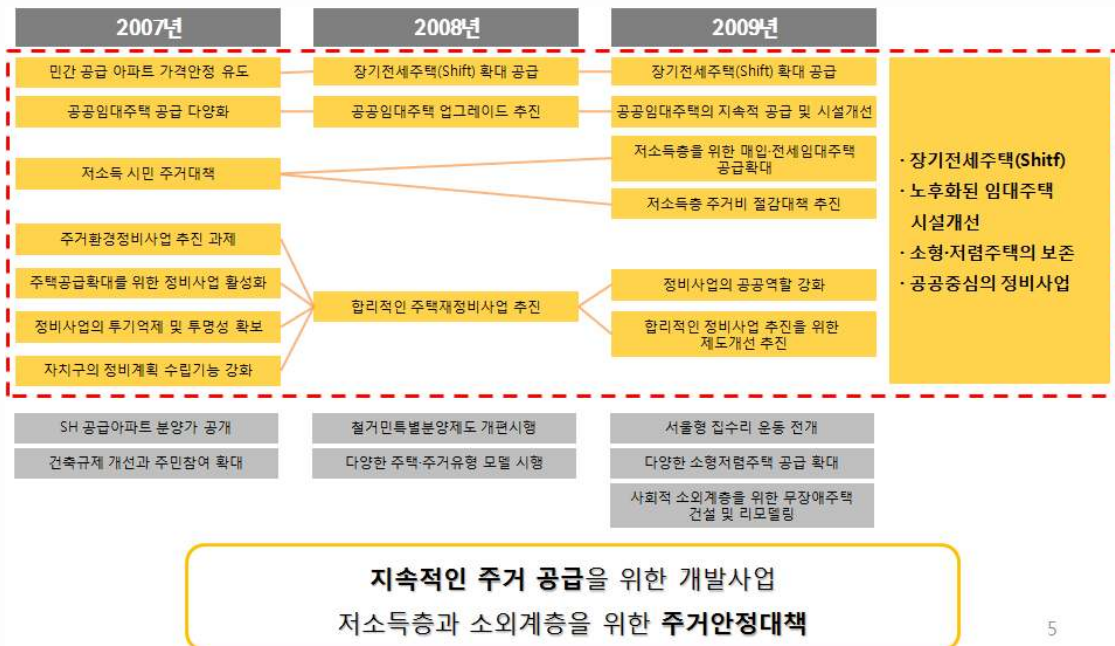 2007년
2008년
2009년
민간 공급 아파트 가격안정 유도
장기전세주택(Shift) 확대 공급
장기전세주택(Shift) 확대 공급
공공임대주택 공급 다양화
공공임대주택 업그레이드 추진
공공임대주택의 지속적 공급 및 시설개선
저소득 시민 주거대책
저소득층을 위한 매입·전세임대주택
공급확대
저소득층 주거비 절감대책 추진
주거환경정비사업 추진 과제
주택공급확대를 위한 정비사업 활성화
정비사업의 투기억제 및 투명성 확보
자치구의 정비계획 수립기능 강화
합리적인 주택재정비사업 추진
정비사업의 공공역할 강화
합리적인 정비사업 추진을 위한
제도개선 추진
· 장기전세주택(Shitf)
· 노후화된 임대주택
시설개선
· 소형·저렴주택의 보존
· 공공중심의 정비사업
SH 공급아파트 분양가 공개
철거민특별분양제도 개편시행
서울형 집수리 운동 전개
건축규제 개선과 주민참여 확대
다양한 주택·주거유형 모델 시행
다양한 소형저렴주택 공급 확대
사회적 소외계층을 위한 무장애주택
건설 및 리모델링
지속적인 주거 공급을 위한 개발사업
저소득층과 소외계층을 위한 주거안정대책
5